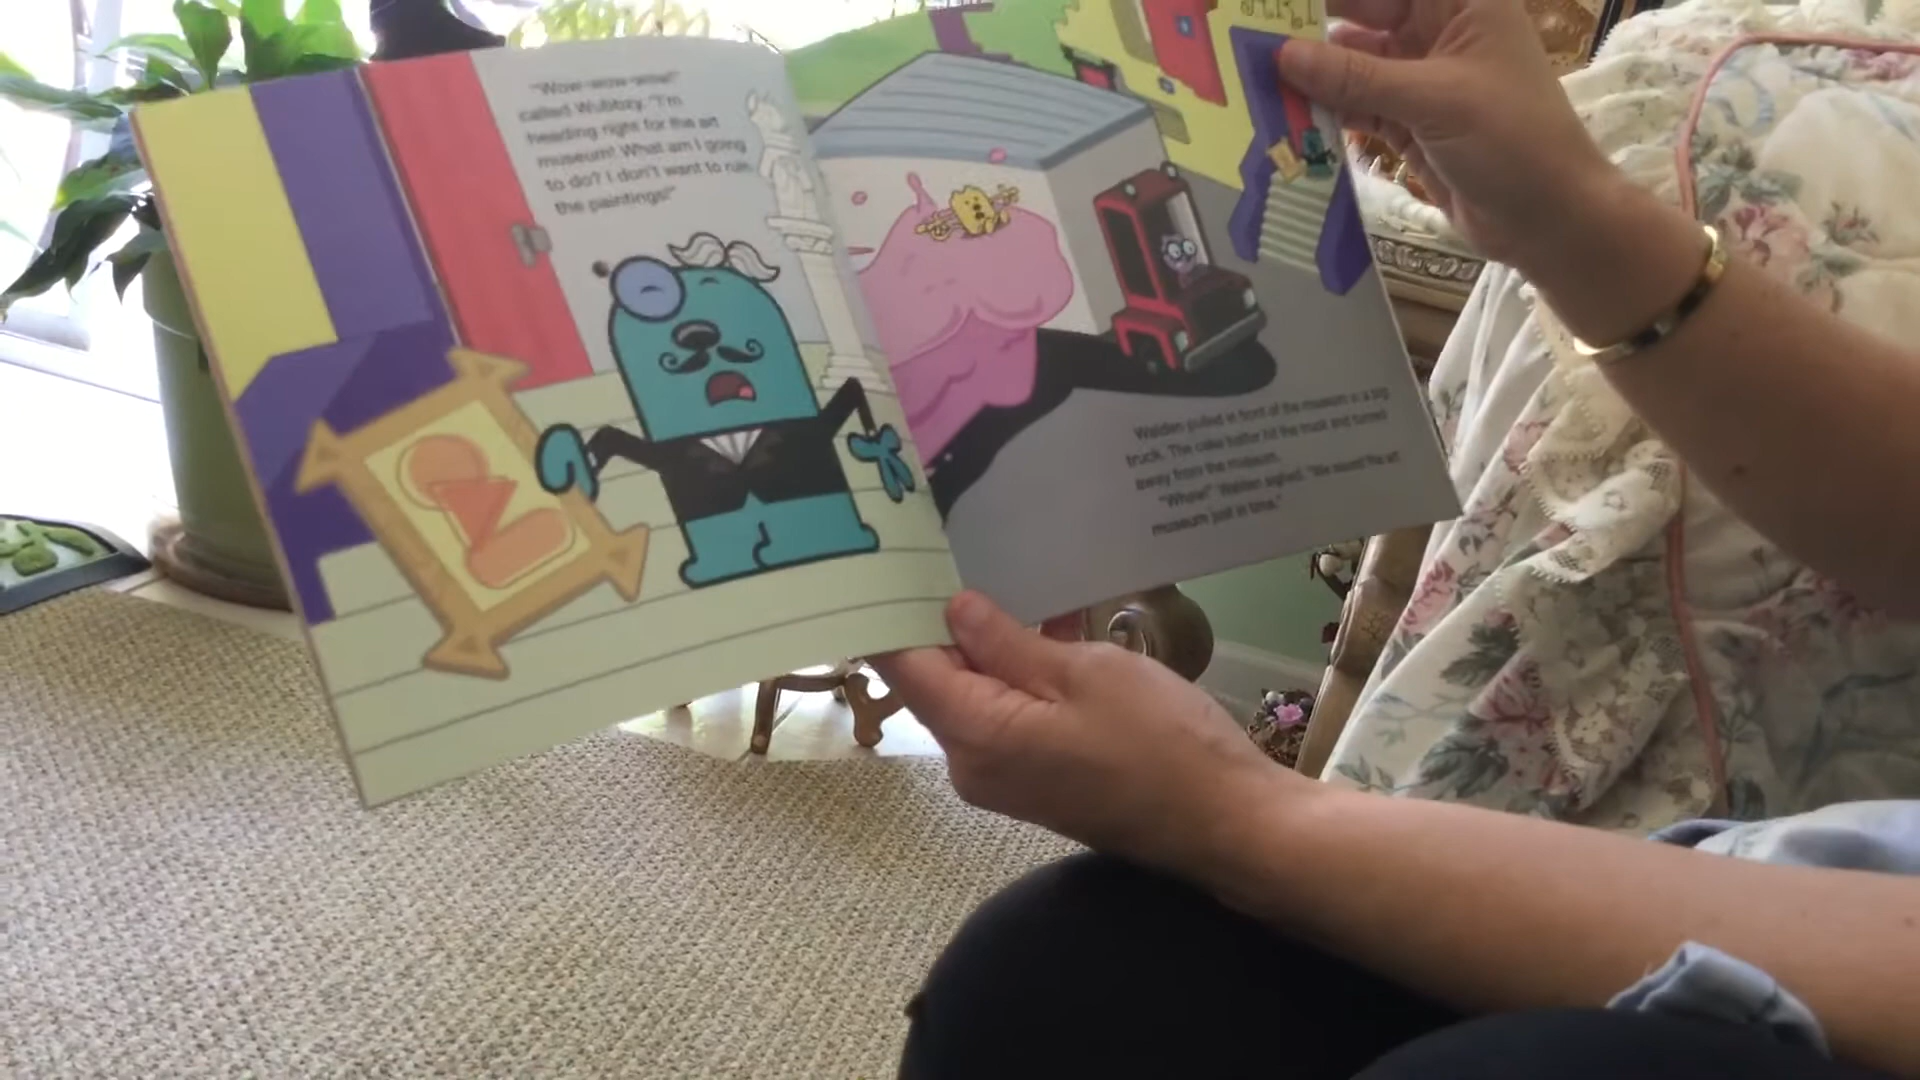 "Wow-wow-wow!"
called Wubbzy. "I'm
heading right for the art
museum! What am I going
to do? I don't want to ruin
the paintings!"
ART
Walden pulled in front of the museum in a big
truck. The cake batter hit the truck and turned
away from the museum.
"Whew!" Walden sighed. "We saved the art
museum just in time."